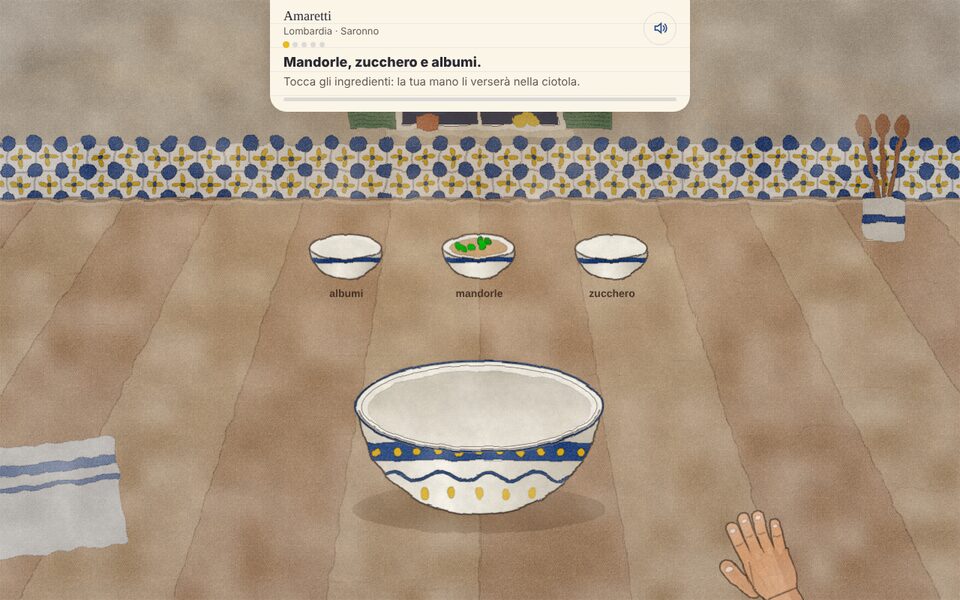 Amaretti
Lombardia · Saronno
Mandorle, zucchero e albumi.
Tocca gli ingredienti: la tua mano li verserà nella ciotola.
albumi
mandorle
zucchero